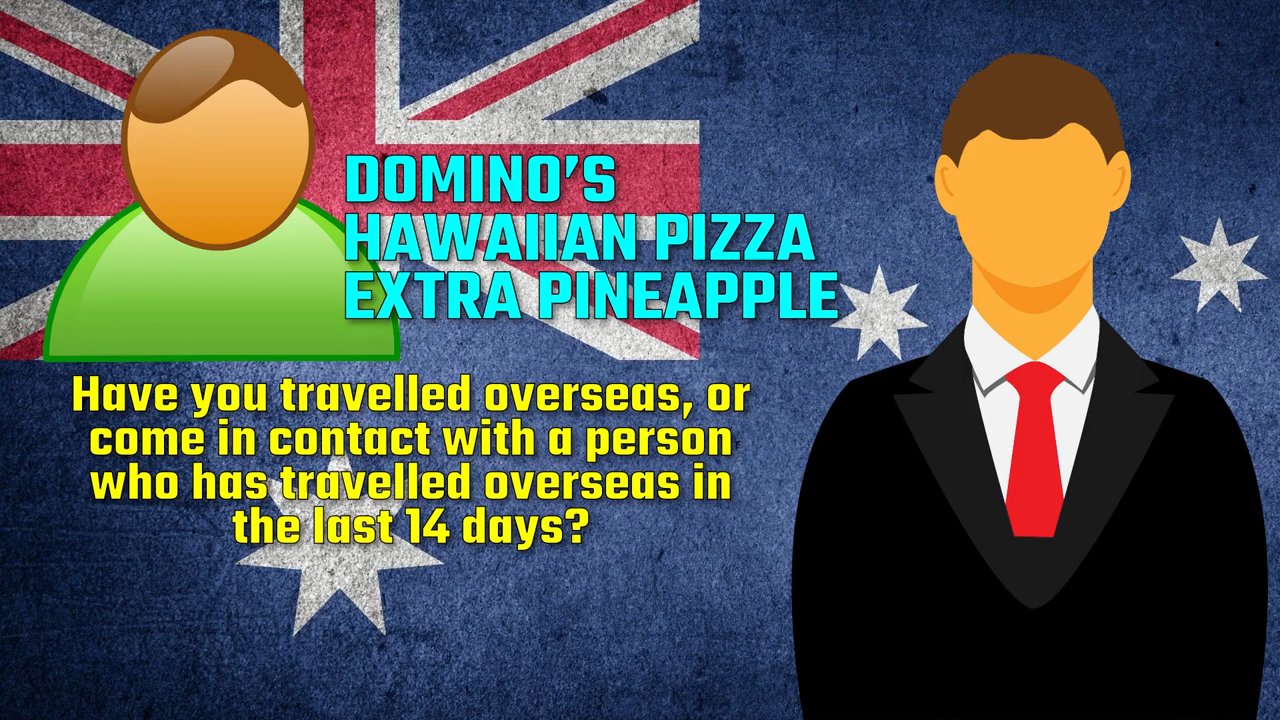 DOMINO’S
HAWAIIAN PIZZA
EXTRA PINEAPPLE
Have you travelled overseas, or
come in contact with a person
who has travelled overseas in
the last 14 days?